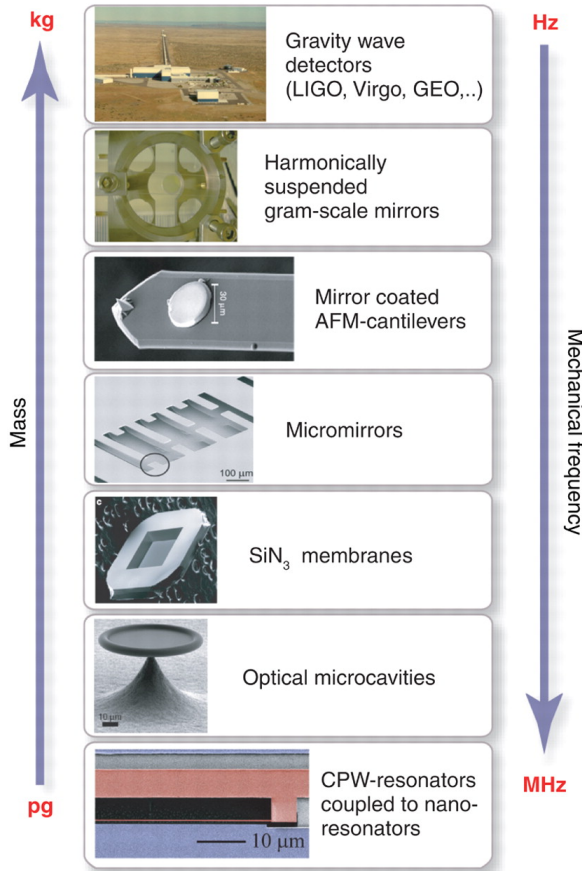 kg
Hz
Gravity wave
detectors
(LIGO, Virgo, GEO,..)
Harmonically
suspended
gram-scale mirrors
30 µm
Mirror coated
AFM-cantilevers
Mass
Mechanical frequency
Micromirrors
100 µm
c
SiN₃ membranes
Optical microcavities
10 µm
pg
MHz
CPW-resonators
coupled to nano-
resonators
10 µm